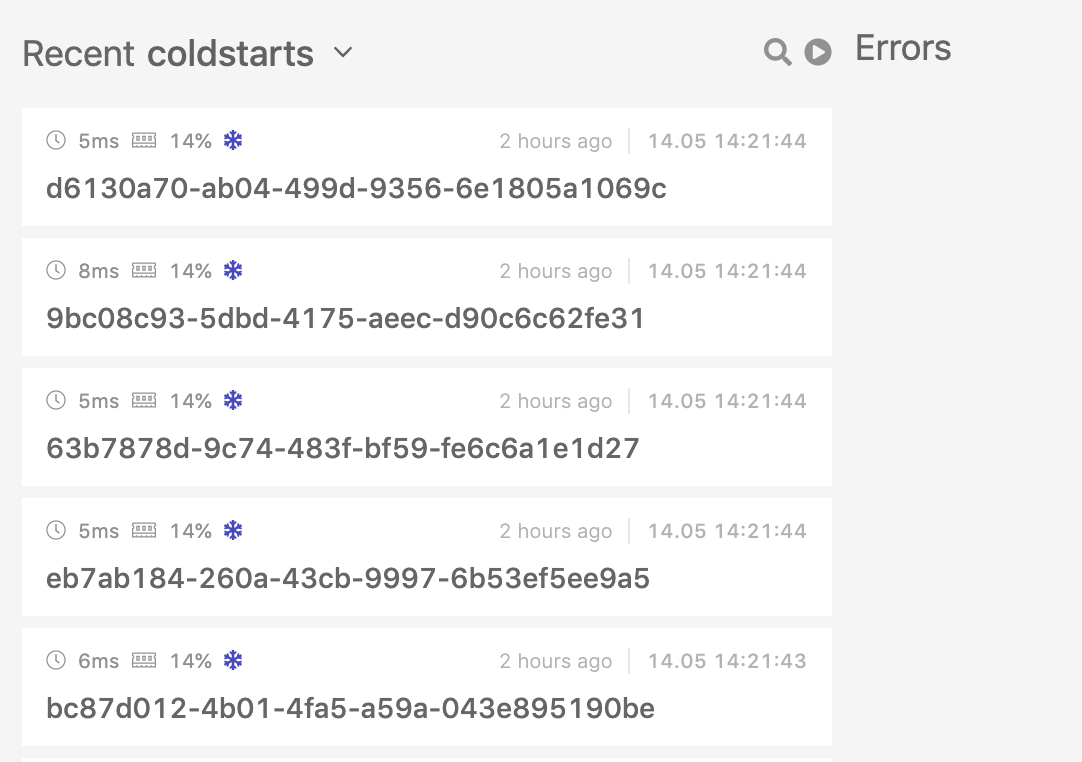 Recent coldstarts
Errors
5ms 14% 2 hours ago 14.05 14:21:44
d6130a70-ab04-499d-9356-6e1805a1069c
8ms 14% 2 hours ago 14.05 14:21:44
9bc08c93-5dbd-4175-aeec-d90c6c62fe31
5ms 14% 2 hours ago 14.05 14:21:44
63b7878d-9c74-483f-bf59-fe6c6a1e1d27
5ms 14% 2 hours ago 14.05 14:21:44
eb7ab184-260a-43cb-9997-6b53ef5ee9a5
6ms 14% 2 hours ago 14.05 14:21:43
bc87d012-4b01-4fa5-a59a-043e895190be